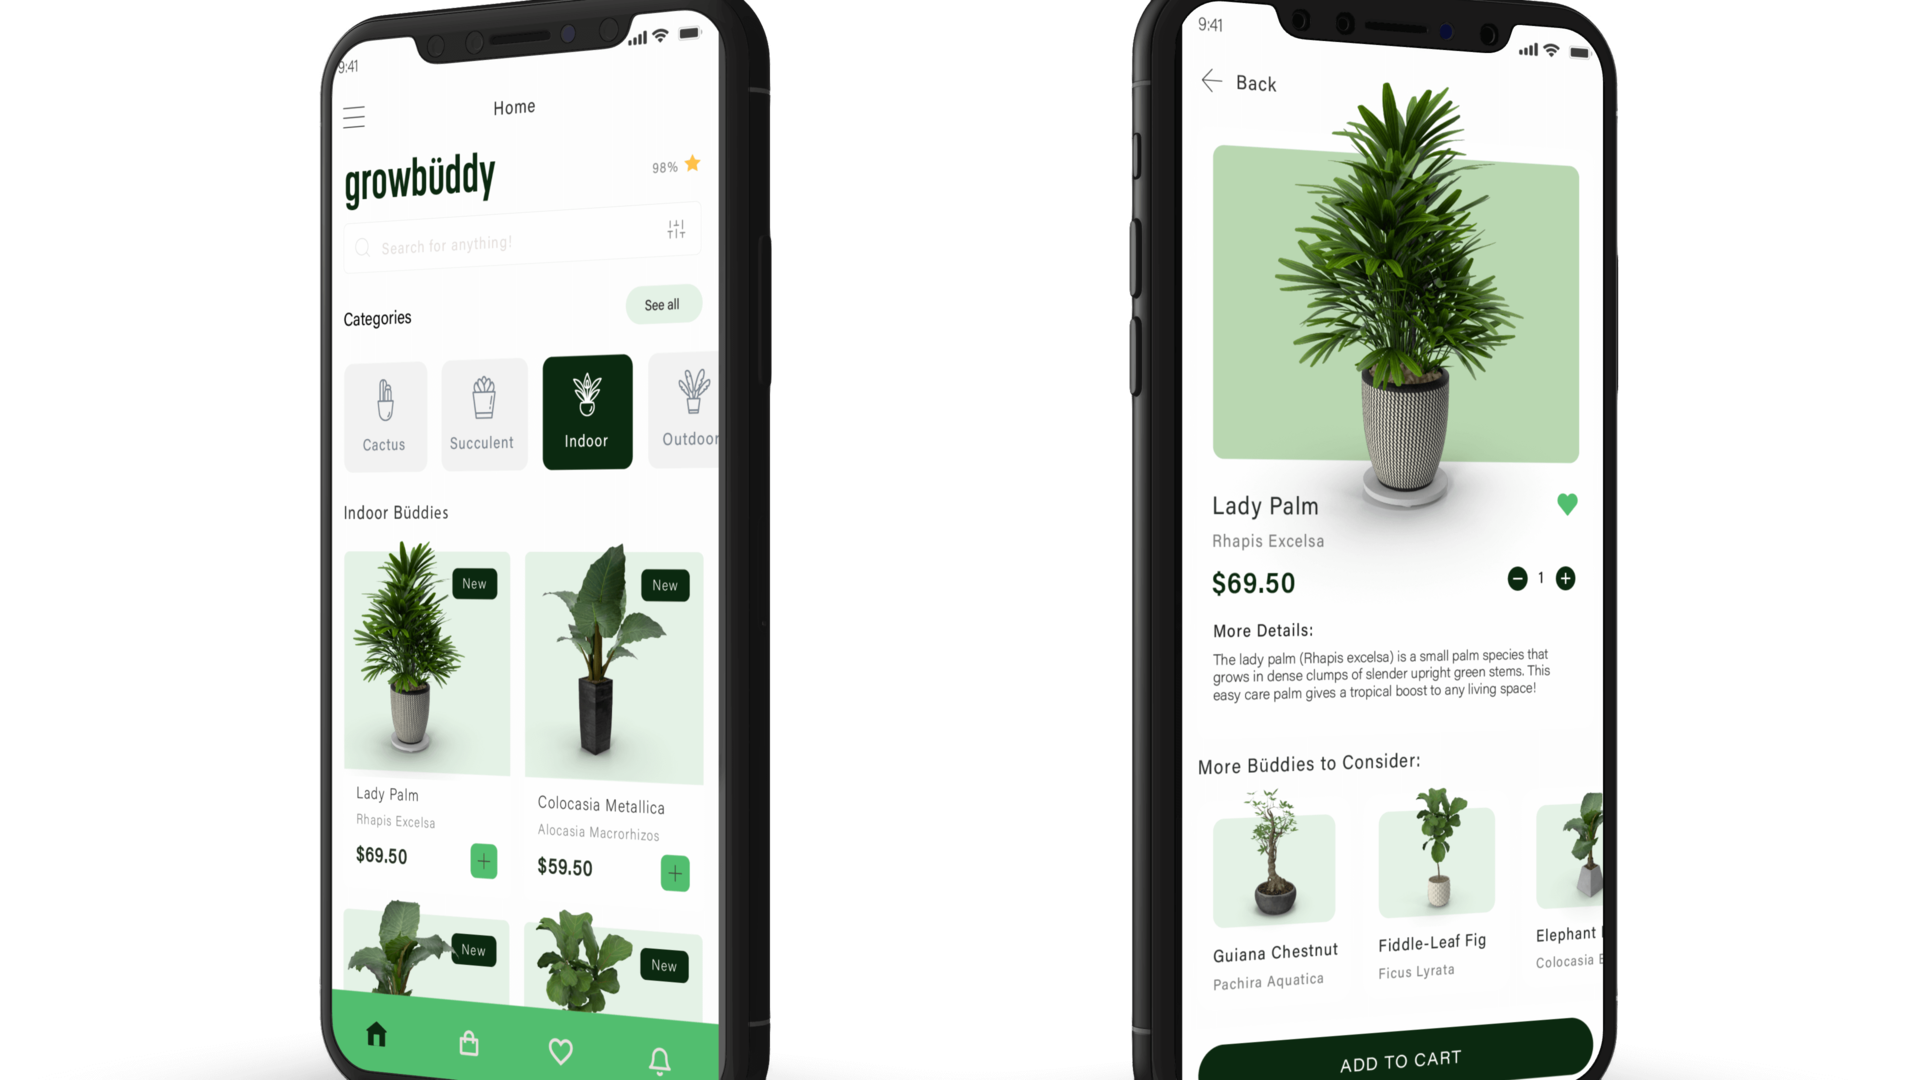 9:41
Home
growbüddy
98%
Search for anything!
Categories
See all
Cactus
Succulent
Indoor
Outdoor
Indoor Büddies
New
New
Lady Palm
Rhapis Excelsa
$69.50
Colocasia Metallica
Alocasia Macrorhizos
$59.50
New
New
9:41
Back
Lady Palm
Rhapis Excelsa
$69.50
1
More Details:
The lady palm (Rhapis excelsa) is a small palm species that
grows in dense clumps of slender upright green stems. This
easy care palm gives a tropical boost to any living space!
More Büddies to Consider:
Guiana Chestnut
Pachira Aquatica
Fiddle-Leaf Fig
Ficus Lyrata
Elephant
Colocasia
ADD TO CART